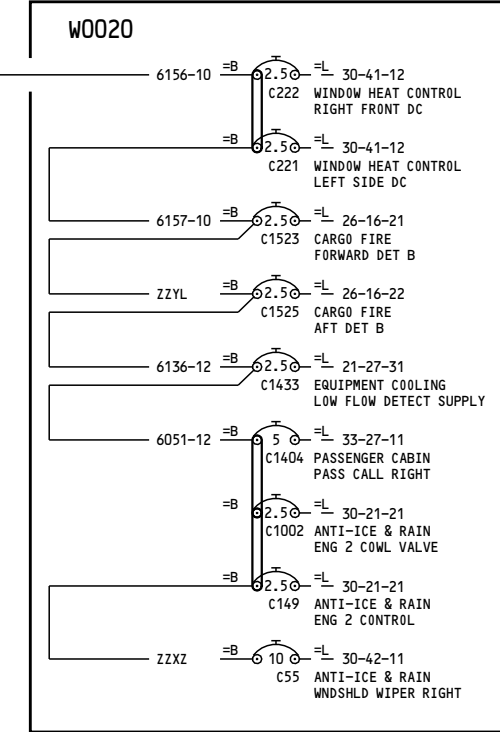 W0020
6156-10 =B 2.5 =L 30-41-12
C222 WINDOW HEAT CONTROL
RIGHT FRONT DC
=B 2.5 =L 30-41-12
C221 WINDOW HEAT CONTROL
LEFT SIDE DC
6157-10 =B 2.5 =L 26-16-21
C1523 CARGO FIRE
FORWARD DET B
ZZYL =B 2.5 =L 26-16-22
C1525 CARGO FIRE
AFT DET B
6136-12 =B 2.5 =L 21-27-31
C1433 EQUIPMENT COOLING
LOW FLOW DETECT SUPPLY
6051-12 =B 5 =L 33-27-11
C1404 PASSENGER CABIN
PASS CALL RIGHT
=B 2.5 =L 30-21-21
C1002 ANTI-ICE & RAIN
ENG 2 COWL VALVE
=B 2.5 =L 30-21-21
C149 ANTI-ICE & RAIN
ENG 2 CONTROL
ZZXZ =B 10 =L 30-42-11
C55 ANTI-ICE & RAIN
WNDSHLD WIPER RIGHT